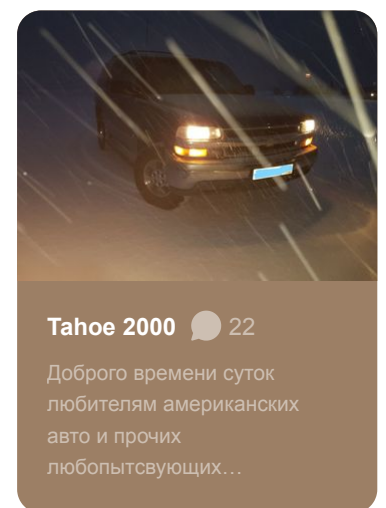 Tahoe 2000 22
Доброго времени суток
любителям американских
авто и прочих
любопытсвующих…